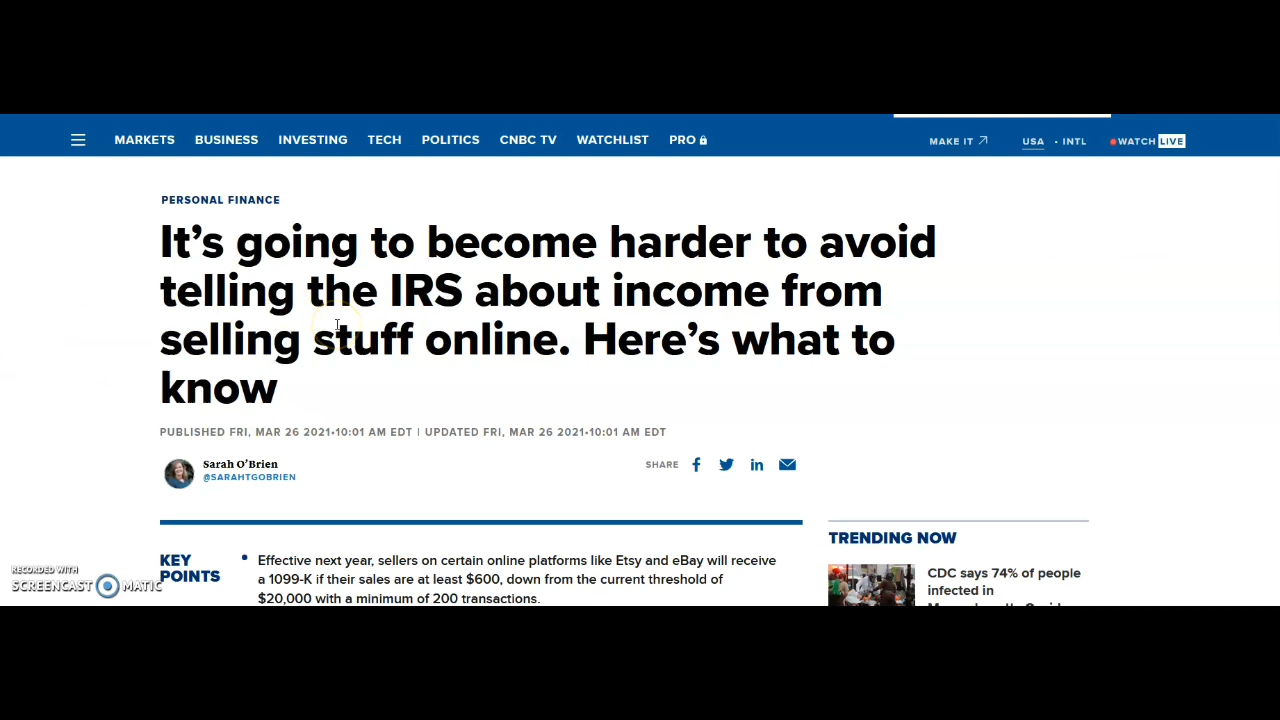 MARKETS BUSINESS INVESTING TECH POLITICS CNBC TV WATCHLIST PRO MAKE IT USA • INTL WATCH LIVE
PERSONAL FINANCE
It’s going to become harder to avoid
telling the IRS about income from
selling stuff online. Here’s what to
know
PUBLISHED FRI, MAR 26 2021•10:01 AM EDT | UPDATED FRI, MAR 26 2021•10:01 AM EDT
Sarah O’Brien
@SARAHTGOBRIEN
SHARE
KEY
POINTS
• Effective next year, sellers on certain online platforms like Etsy and eBay will receive
a 1099-K if their sales are at least $600, down from the current threshold of
$20,000 with a minimum of 200 transactions.
TRENDING NOW
CDC says 74% of people
infected in
RECORDED WITH
SCREENCAST MATIC